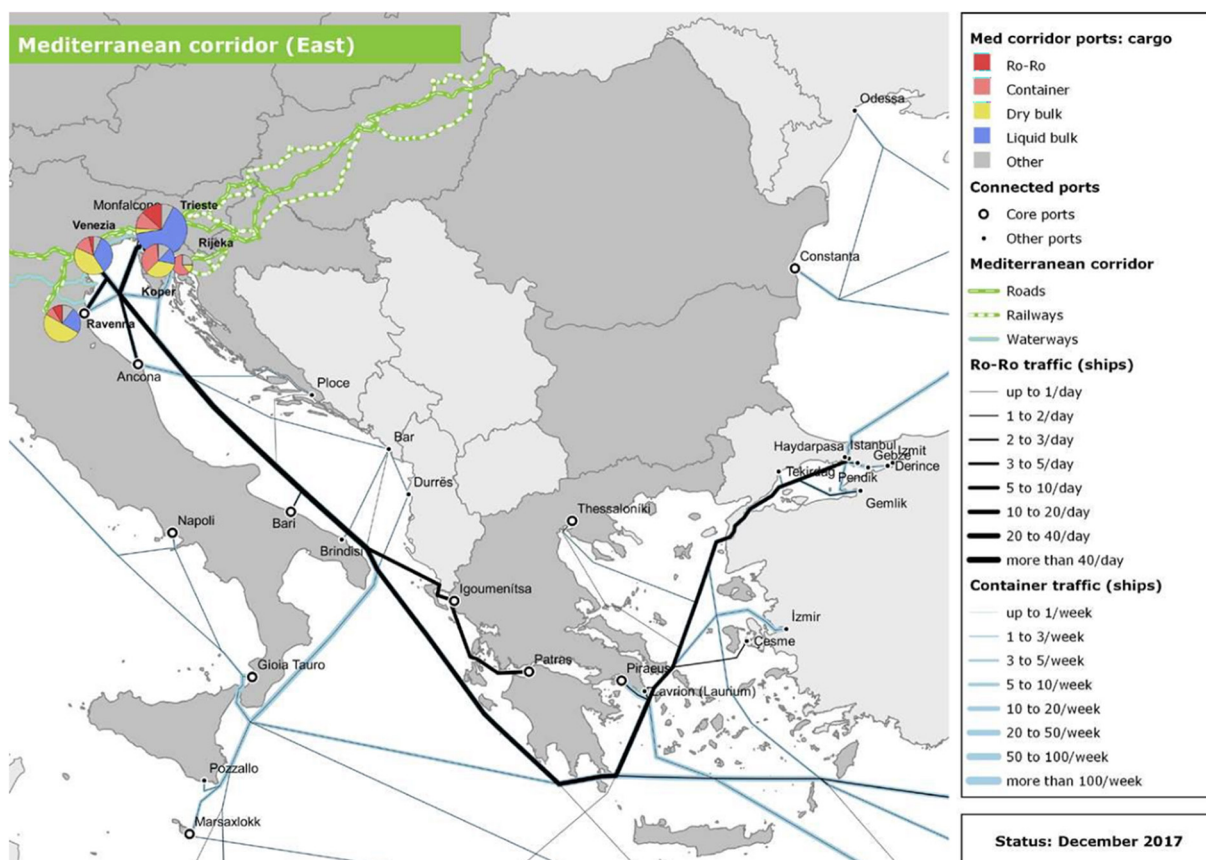 Mediterranean corridor (East)
Odessa
Monfalcone
Trieste
Venezia
Rijeka
Constanta
Koper
Ravenna
Ancona
Ploce
Bar
Haydarpasa
Istanbul
Izmit
Gebze
Tekirdag
Pendik
Derince
Durrës
Gemlik
Napoli
Bari
Thessaloníki
Brindisi
Igoumenítsa
İzmir
Çesme
Gioia Tauro
Patras
Piraeus
Lavrion (Laurium)
Pozzallo
Marsaxlokk
Med corridor ports: cargo
Ro-Ro
Container
Dry bulk
Liquid bulk
Other
Connected ports
Core ports
Other ports
Mediterranean corridor
Roads
Railways
Waterways
Ro-Ro traffic (ships)
up to 1/day
1 to 2/day
2 to 3/day
3 to 5/day
5 to 10/day
10 to 20/day
20 to 40/day
more than 40/day
Container traffic (ships)
up to 1/week
1 to 3/week
3 to 5/week
5 to 10/week
10 to 20/week
20 to 50/week
50 to 100/week
more than 100/week
Status: December 2017